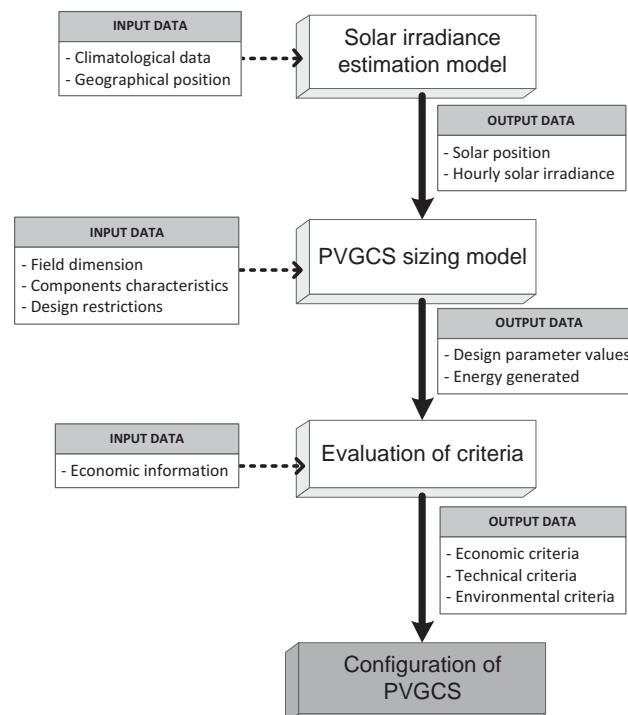 INPUT DATA
- Climatological data
- Geographical position
Solar irradiance
estimation model
OUTPUT DATA
- Solar position
- Hourly solar irradiance
INPUT DATA
- Field dimension
- Components characteristics
- Design restrictions
PVGCS sizing model
OUTPUT DATA
- Design parameter values
- Energy generated
INPUT DATA
- Economic information
Evaluation of criteria
OUTPUT DATA
- Economic criteria
- Technical criteria
- Environmental criteria
Configuration of
PVGCS